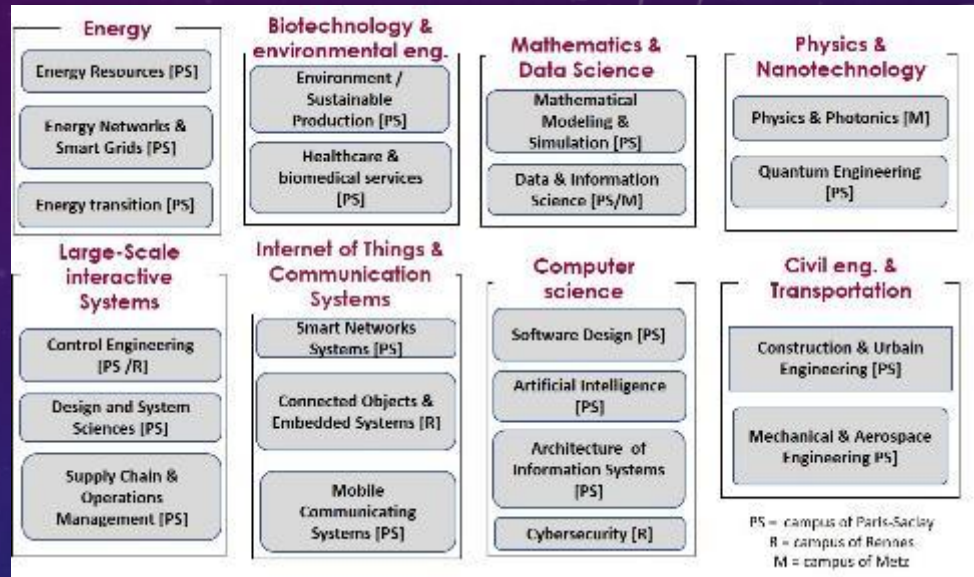 Energy
Energy Resources [PS]
Energy Networks &
Smart Grids [PS]
Energy transition [PS]
Biotechnology &
environmental eng.
Environment /
Sustainable
Production [PS]
Healthcare &
biomedical services
[PS]
Mathematics &
Data Science
Mathematical
Modeling &
Simulation [PS]
Data & Information
Science [PS/M]
Physics &
Nanotechnology
Physics & Photonics [M]
Quantum Engineering
[PS]
Large-Scale
interactive
Systems
Control Engineering
[PS /R]
Design and System
Sciences [PS]
Supply Chain &
Operations
Management [PS]
Internet of Things &
Communication
Systems
Smart Networks
Systems [PS]
Connected Objects &
Embedded Systems [R]
Mobile
Communicating
Systems [PS]
Computer
science
Software Design [PS]
Artificial Intelligence
[PS]
Architecture of
Information Systems
[PS]
Cybersecurity [R]
Civil eng. &
Transportation
Construction & Urbain
Engineering [PS]
Mechanical & Aerospace
Engineering PS]
PS = campus of Paris-Saclay
R = campus of Rennes
M = campus of Metz